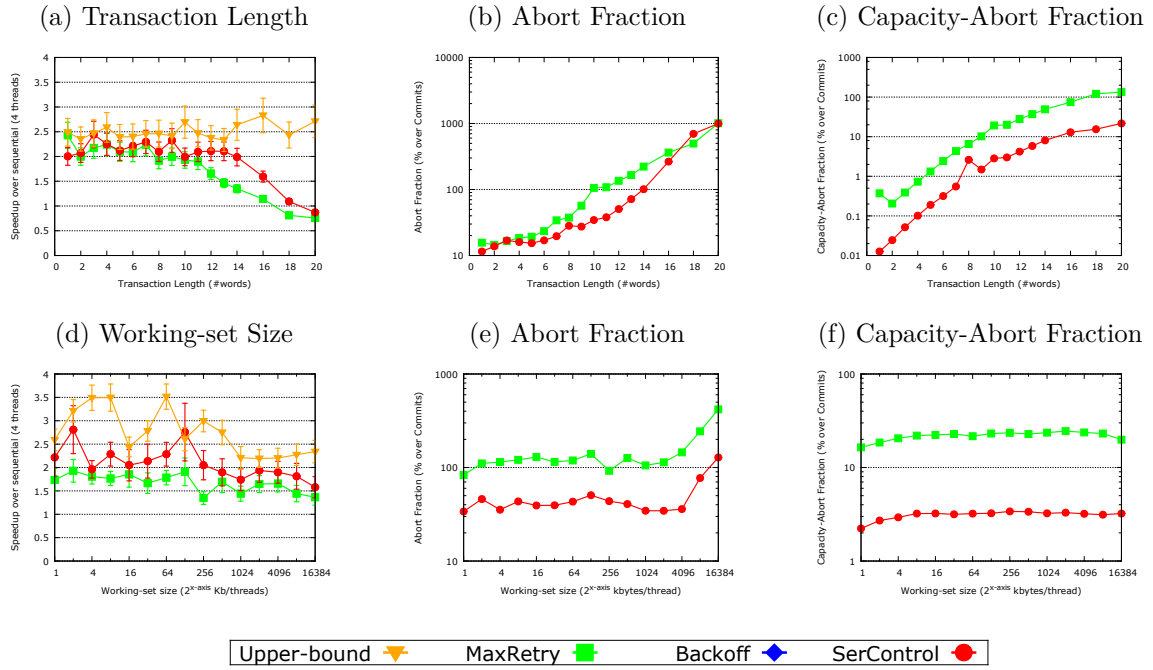 (a) Transaction Length
(b) Abort Fraction
(c) Capacity-Abort Fraction
Speedup over sequential (4 threads)
4
3.5
3
2.5
2
1.5
1
0.5
0
0 2 4 6 8 10 12 14 16 18 20
Transaction Length (#words)
Abort Fraction (% over Commits)
1000
100
10
0 2 4 6 8 10 12 14 16 18 20
Transaction Length (#words)
Capacity-Abort Fraction (% over Commits)
1000
100
10
1
0.1
0.01
0 2 4 6 8 10 12 14 16 18 20
Transaction Length (#words)
(d) Working-set Size
(e) Abort Fraction
(f) Capacity-Abort Fraction
Speedup over sequential (4 threads)
4
3.5
3
2.5
2
1.5
1
0.5
0
1 4 16 64 256 1024 4096 16384
Working-set size (2^x-axis Kb/threads)
Abort Fraction (% over Commits)
1000
100
10
1 4 16 64 256 1024 4096 16384
Working-set size (2^x-axis kbytes/thread)
Capacity-Abort Fraction (% over Commits)
100
10
1
1 4 16 64 256 1024 4096 16384
Working-set size (2^x-axis kbytes/thread)
Upper-bound MaxRetry Backoff SerControl